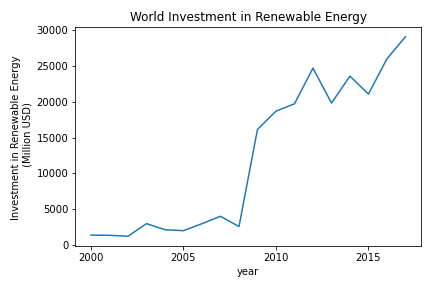 World Investment in Renewable Energy
Investment in Renewable Energy
(Million USD)
30000
25000
20000
15000
10000
5000
0
2000
2005
2010
2015
year